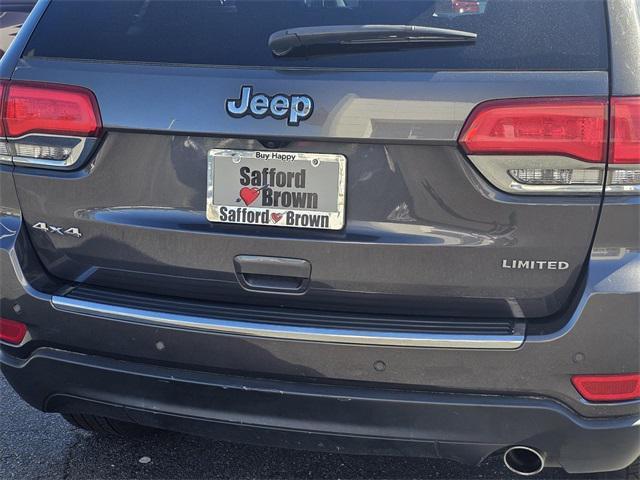 Jeep
Buy Happy
Safford
Brown
Safford Brown
4x4
LIMITED